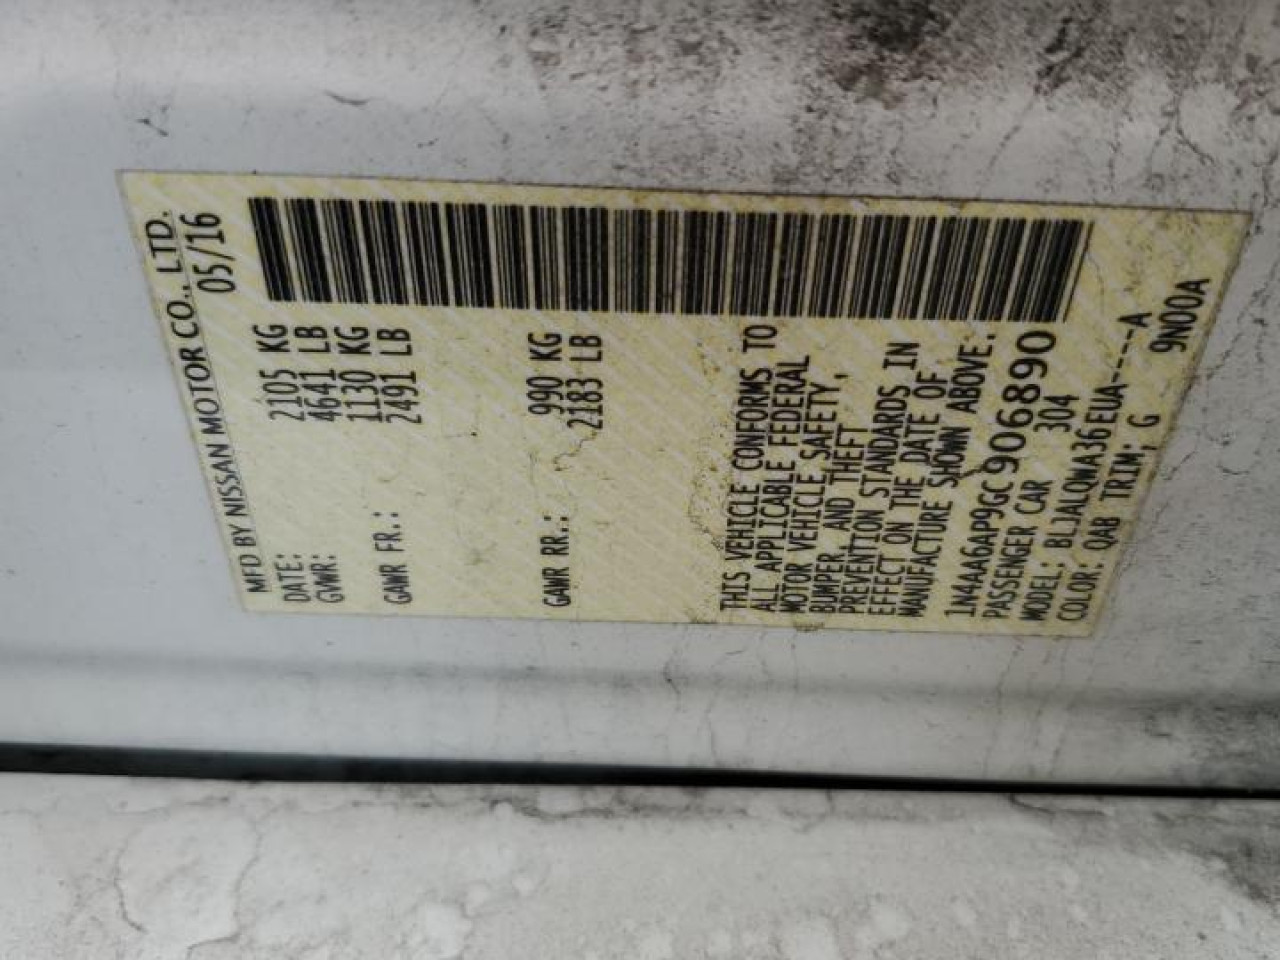 MFD BY NISSAN MOTOR CO., LTD.
DATE: 05/16
GVWR: 2105 KG
4641 LB
GAWR FR.: 1130 KG
2491 LB
GAWR RR.: 990 KG
2183 LB
THIS VEHICLE CONFORMS TO
ALL APPLICABLE FEDERAL
MOTOR VEHICLE SAFETY,
BUMPER, AND THEFT
PREVENTION STANDARDS IN
EFFECT ON THE DATE OF
MANUFACTURE SHOWN ABOVE:
1N4AA6AP9GC906890
PASSENGER CAR 304
MODEL: BLJALQWA36EUA-----A
COLOR: QAB TRIM; G 9N00A